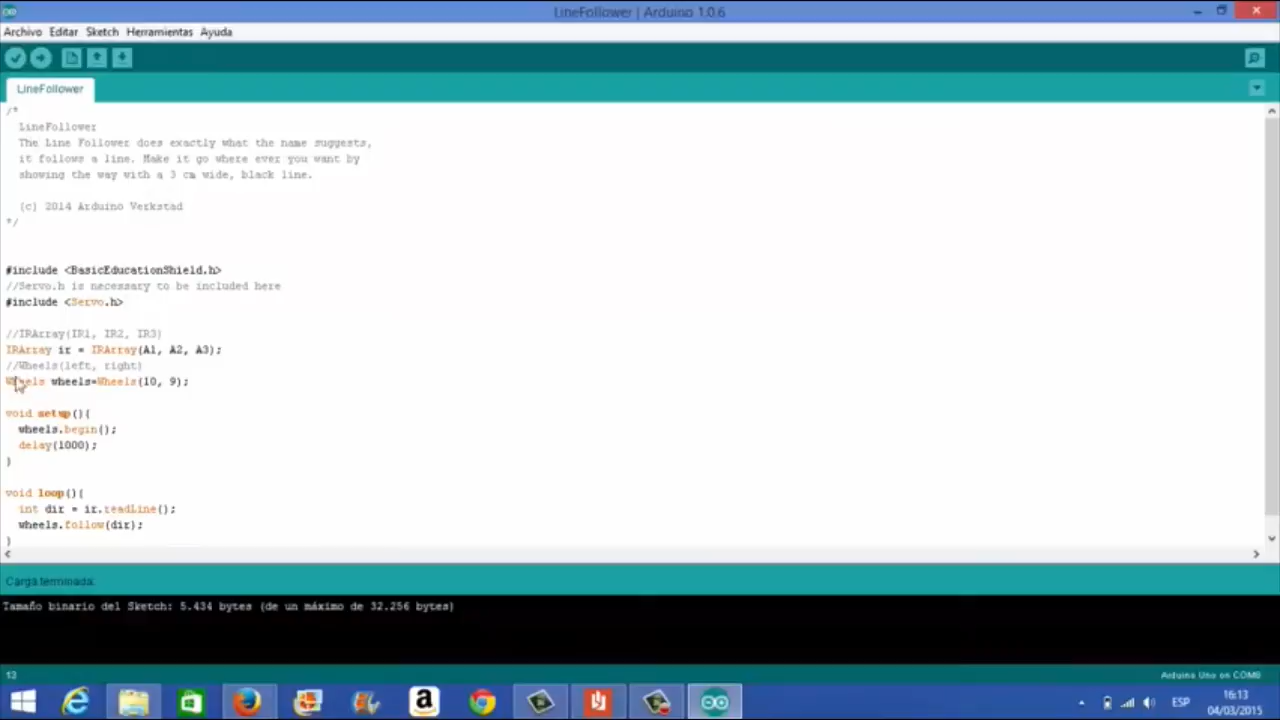 LineFollower | Arduino 1.0.6
Archivo Editar Sketch Herramientas Ayuda
LineFollower
/*
LineFollower
The Line Follower does exactly what the name suggests,
it follows a line. Make it go where ever you want by
showing the way with a 3 cm wide, black line.
(c) 2014 Arduino Verkstad
*/
#include <BasicEducationShield.h>
//Servo.h is necessary to be included here
#include <Servo.h>
//IRArray(IR1, IR2, IR3)
IRArray ir = IRArray(A1, A2, A3);
//Wheels(left, right)
Wheels wheels=Wheels(10, 9);
void setup(){
wheels.begin();
delay(1000);
}
void loop(){
int dir = ir.readLine();
wheels.follow(dir);
}
Carga terminada.
Tamaño binario del Sketch: 5.434 bytes (de un máximo de 32.256 bytes)
Arduino Uno on COM8
a
ESP
16:13
04/03/2015